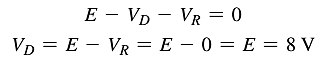 E − V_D − V_R = 0
V_D = E − V_R = E − 0 = E = 8 V